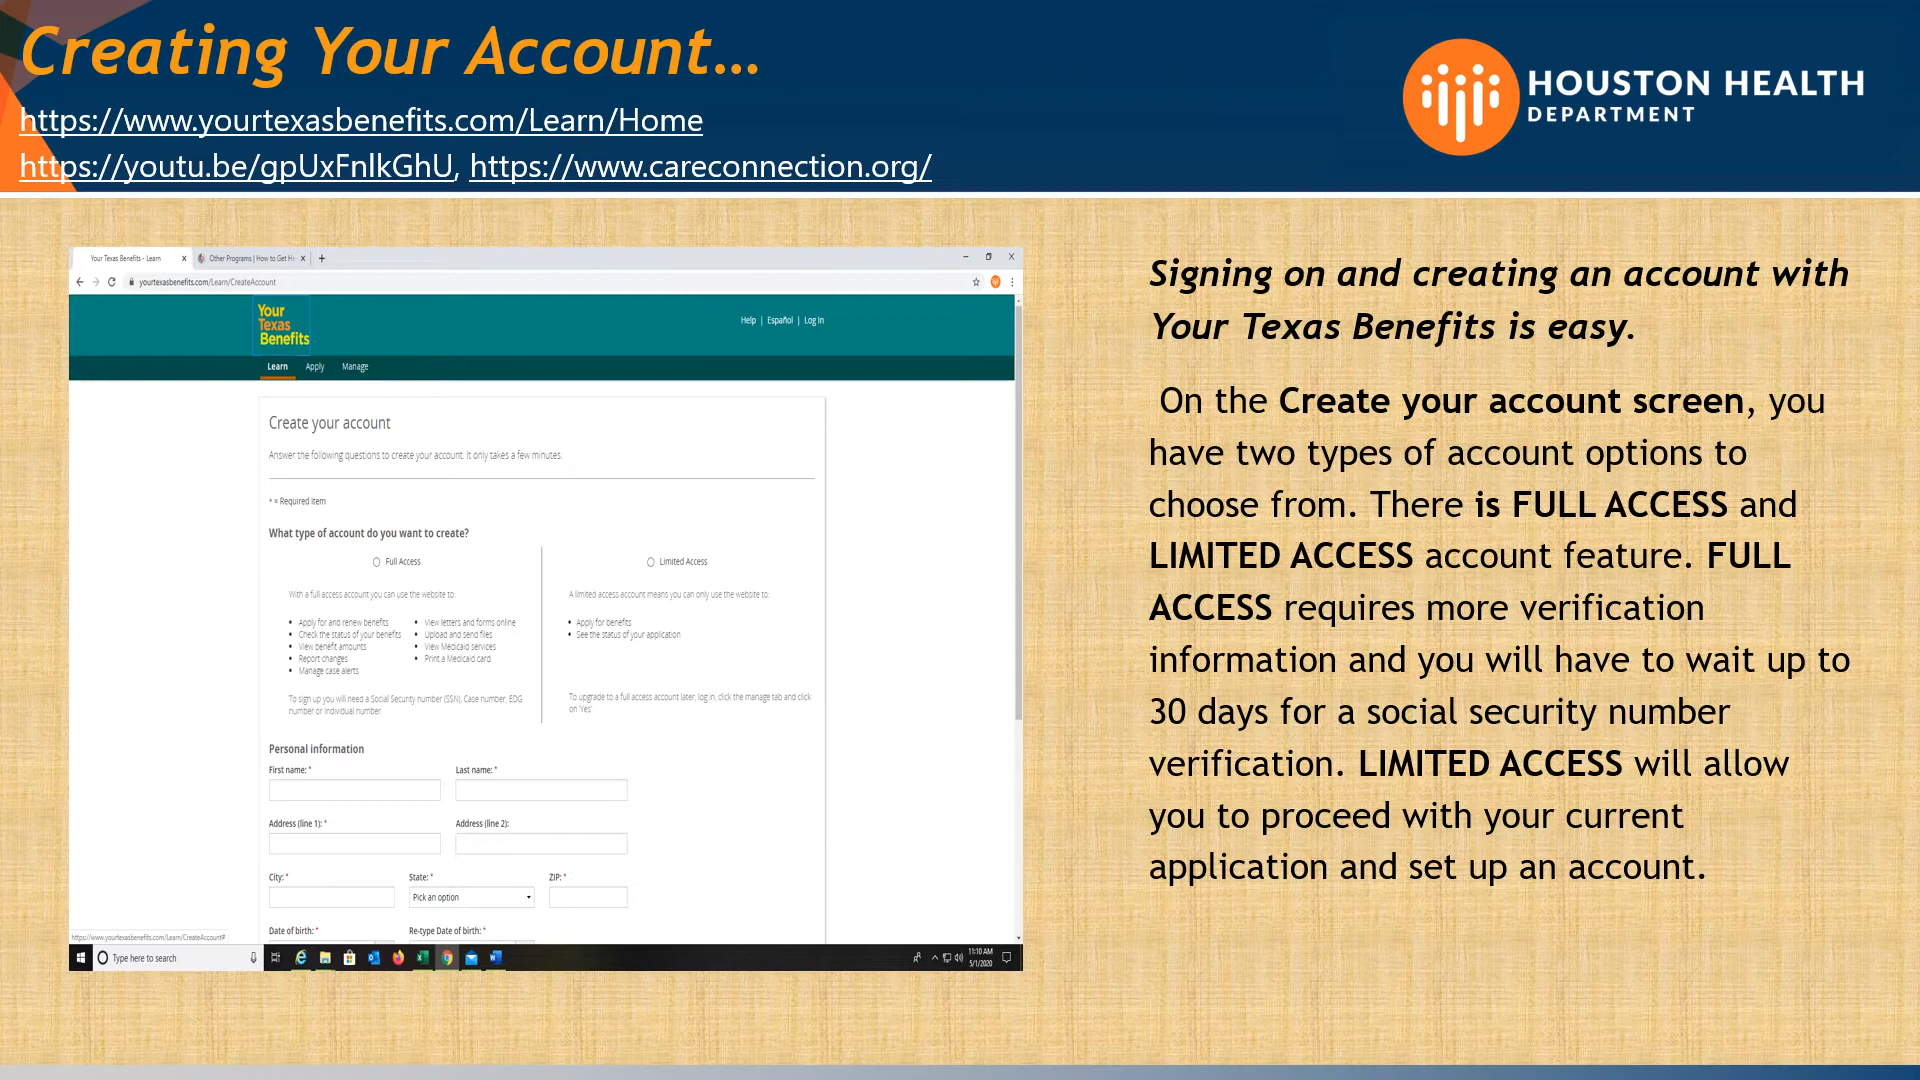 Creating Your Account...
https://www.yourtexasbenefits.com/Learn/Home
https://youtu.be/gpUxFnlkGhU, https://www.careconnection.org/
HOUSTON HEALTH
DEPARTMENT
Your Texas Benefits - Learn
Other Programs | How to Get He
yourtexasbenefits.com/Learn/CreateAccount
Your
Texas
Benefits
Help | Español | Log In
Learn Apply Manage
Create your account
Answer the following questions to create your account. It only takes a few minutes.
* = Required item
What type of account do you want to create?
Full Access
With a full access account you can use the website to:
• Apply for and renew benefits
• Check the status of your benefits
• View benefit amounts
• Report changes
• Manage case alerts
• View letters and forms online
• Upload and send files
• View Medicaid services
• Print a Medicaid card
To sign up you will need a Social Security number (SSN), Case number, EDG
number or Individual number.
Limited Access
A limited access account means you can only use the website to:
• Apply for benefits
• See the status of your application
To upgrade to a full access account later, log in, click the manage tab and click
on 'Yes'
Personal information
First name: * Last name: *
Address (line 1): * Address (line 2):
City: * State: * ZIP: *
Pick an option
Date of birth: * Re-type Date of birth: *
https://www.yourtexasbenefits.com/Learn/CreateAccount#
Type here to search
11:10 AM
5/1/2020
Signing on and creating an account with
Your Texas Benefits is easy.
On the Create your account screen, you
have two types of account options to
choose from. There is FULL ACCESS and
LIMITED ACCESS account feature. FULL
ACCESS requires more verification
information and you will have to wait up to
30 days for a social security number
verification. LIMITED ACCESS will allow
you to proceed with your current
application and set up an account.